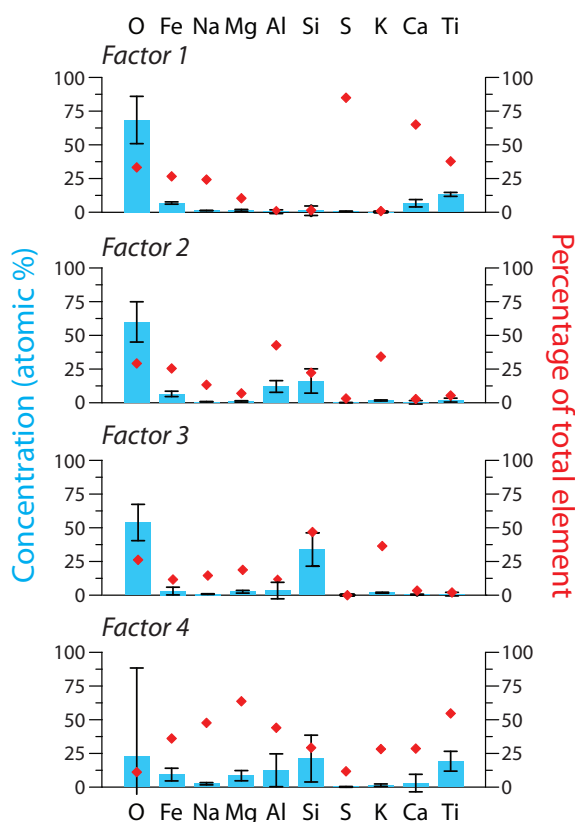 O Fe Na Mg Al Si S K Ca Ti
Factor 1
100 100
75 75
50 50
25 25
0 0
Factor 2
100 100
75 75
50 50
25 25
0 0
Factor 3
100 100
75 75
50 50
25 25
0 0
Factor 4
100 100
75 75
50 50
25 25
0 0
O Fe Na Mg Al Si S K Ca Ti
Concentration (atomic %)
Percentage of total element